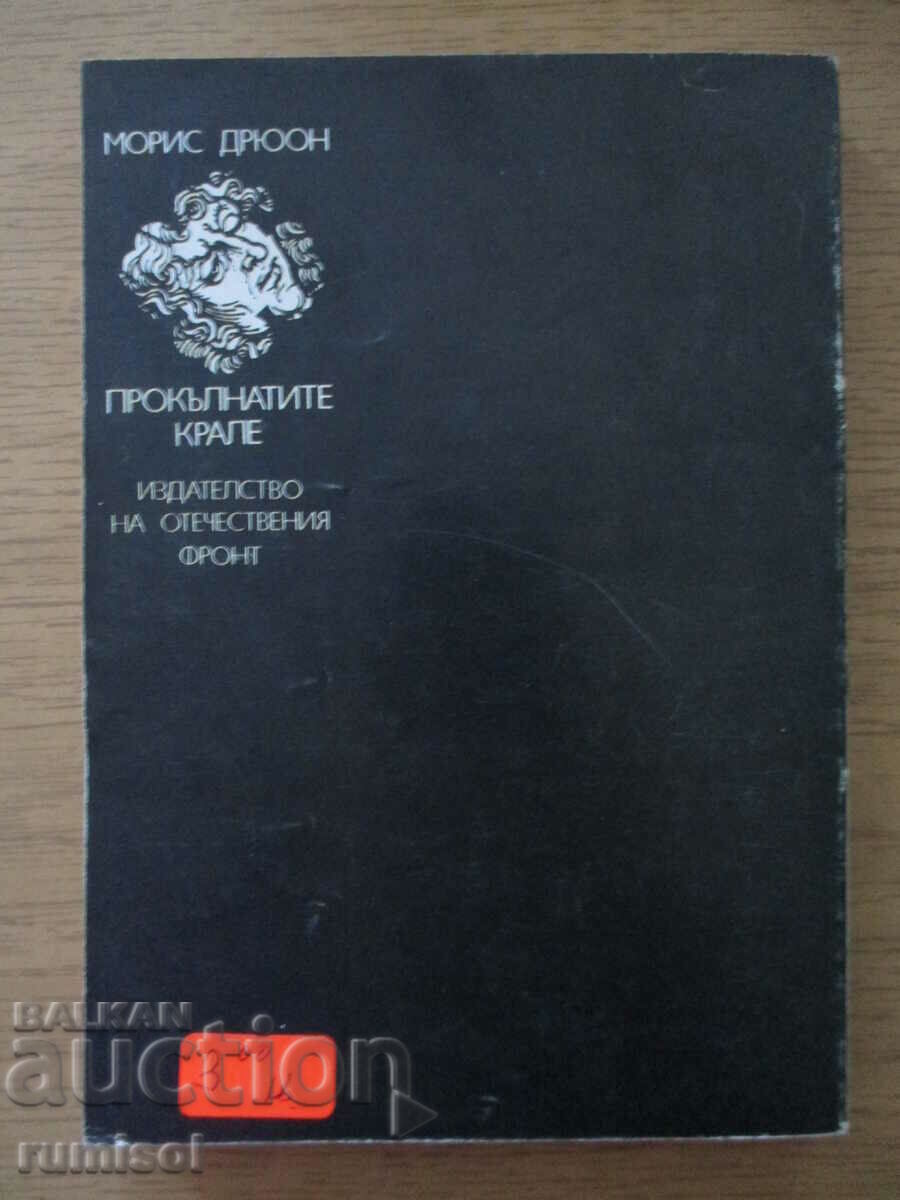 МОРИС ДРЮОН
ПРОКЪЛНАТИТЕ
КРАЛЕ
ИЗДАТЕЛСТВО
НА ОТЕЧЕСТВЕНИЯ
ФРОНТ
BALKAN
auction
rumisol